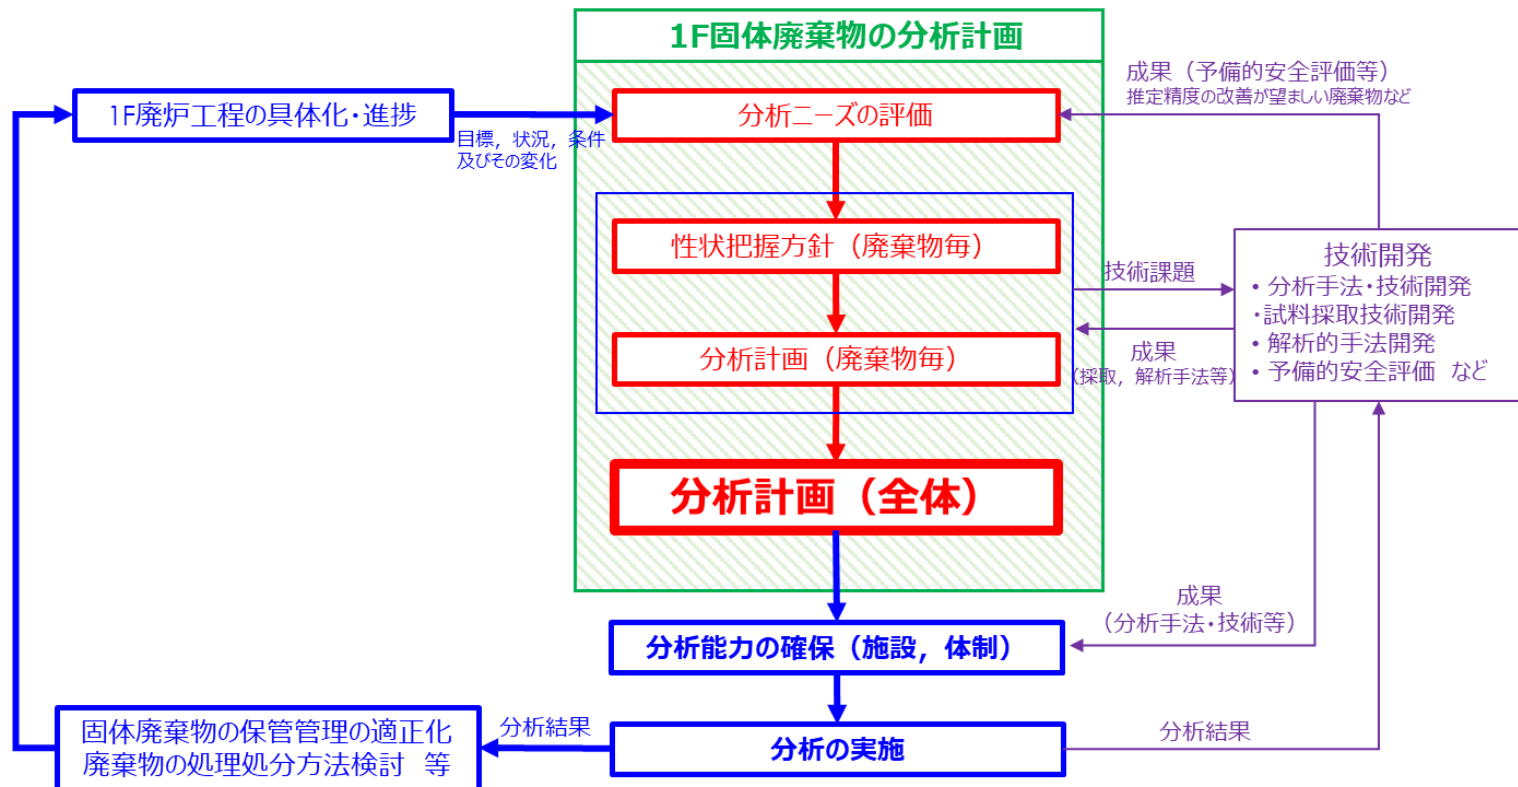 1F固体廃棄物の分析計画
成果（予備的安全評価等）
推定精度の改善が望ましい廃棄物など
1F廃炉工程の具体化・進捗
目標，状況，条件
及びその変化
分析ニーズの評価
性状把握方針（廃棄物毎）
技術課題
技術開発
・分析手法・技術開発
・試料採取技術開発
・解析的手法開発
・予備的安全評価　など
成果
（採取，解析手法等）
分析計画（廃棄物毎）
分析計画（全体）
成果
（分析手法・技術等）
分析能力の確保（施設，体制）
固体廃棄物の保管管理の適正化
廃棄物の処理処分方法検討　等
分析結果
分析の実施
分析結果